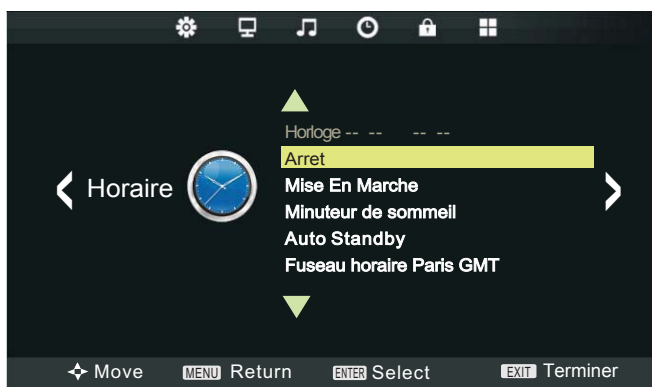 Horloge -- -- -- --
Arret
Horaire
Mise En Marche
Minuteur de sommeil
Auto Standby
Fuseau horaire Paris GMT
Move MENU Return ENTER Select EXIT Terminer